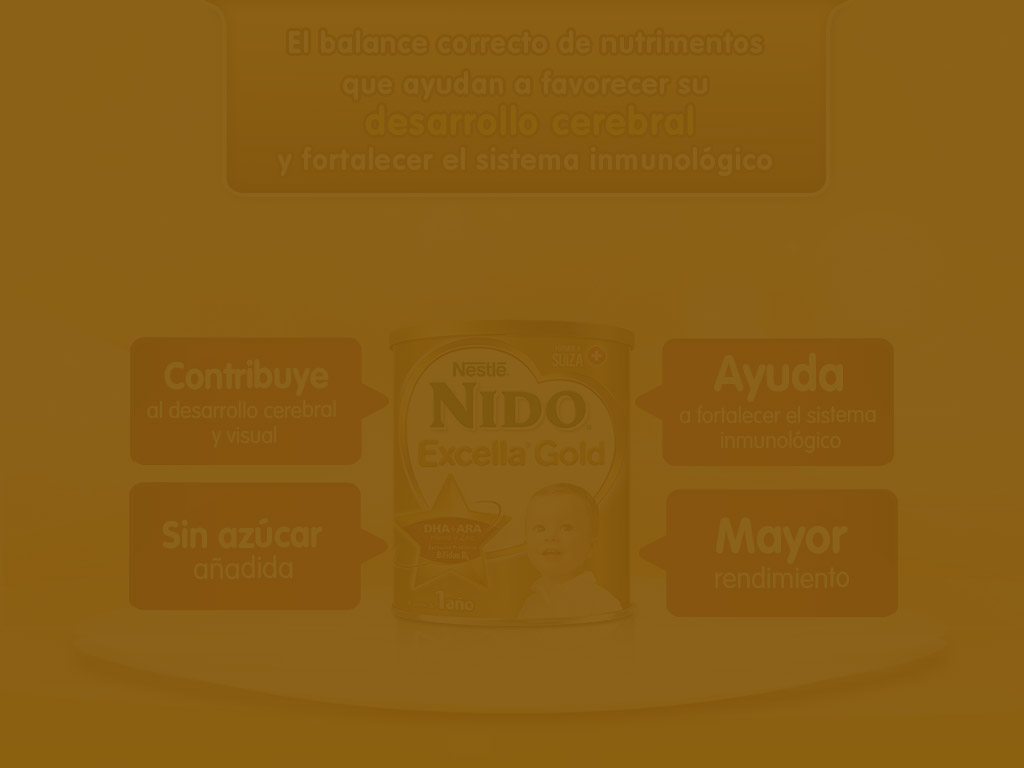 El balance correcto de nutrimentos
que ayudan a favorecer su
desarrollo cerebral
y fortalecer el sistema inmunológico
Contribuye
al desarrollo cerebral
y visual
Sin azúcar
añadida
Nestlé
NIDO
Excella Gold
SUIZA
DHA ARA
1 año
Ayuda
a fortalecer el sistema
inmunológico
Mayor
rendimiento